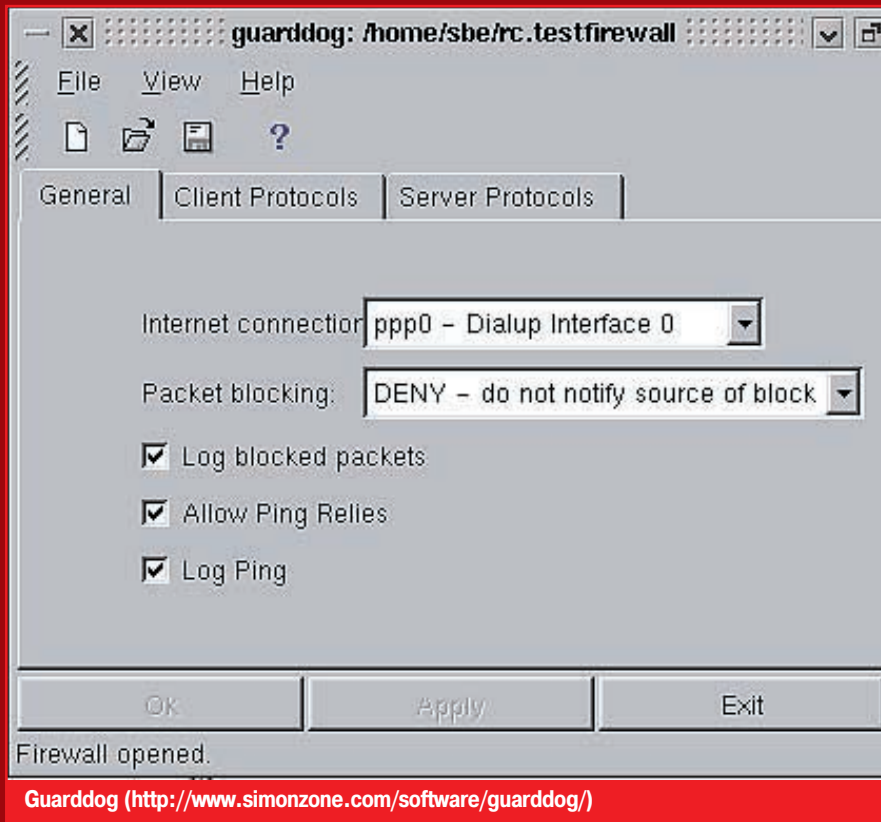 guarddog: /home/sbe/rc.testfirewall
File View Help
?
General Client Protocols Server Protocols
Internet connection ppp0 - Dialup Interface 0
Packet blocking: DENY - do not notify source of block
Log blocked packets
Allow Ping Relies
Log Ping
OK Apply Exit
Firewall opened.
Guarddog (http://www.simonzone.com/software/guarddog/)